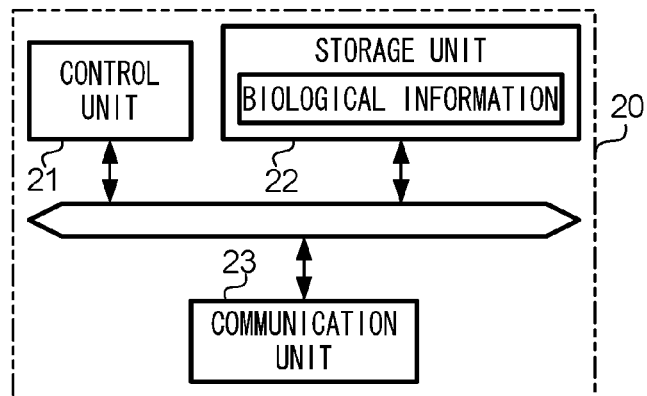 CONTROL
UNIT
21
STORAGE UNIT
BIOLOGICAL INFORMATION
22
20
23
COMMUNICATION
UNIT